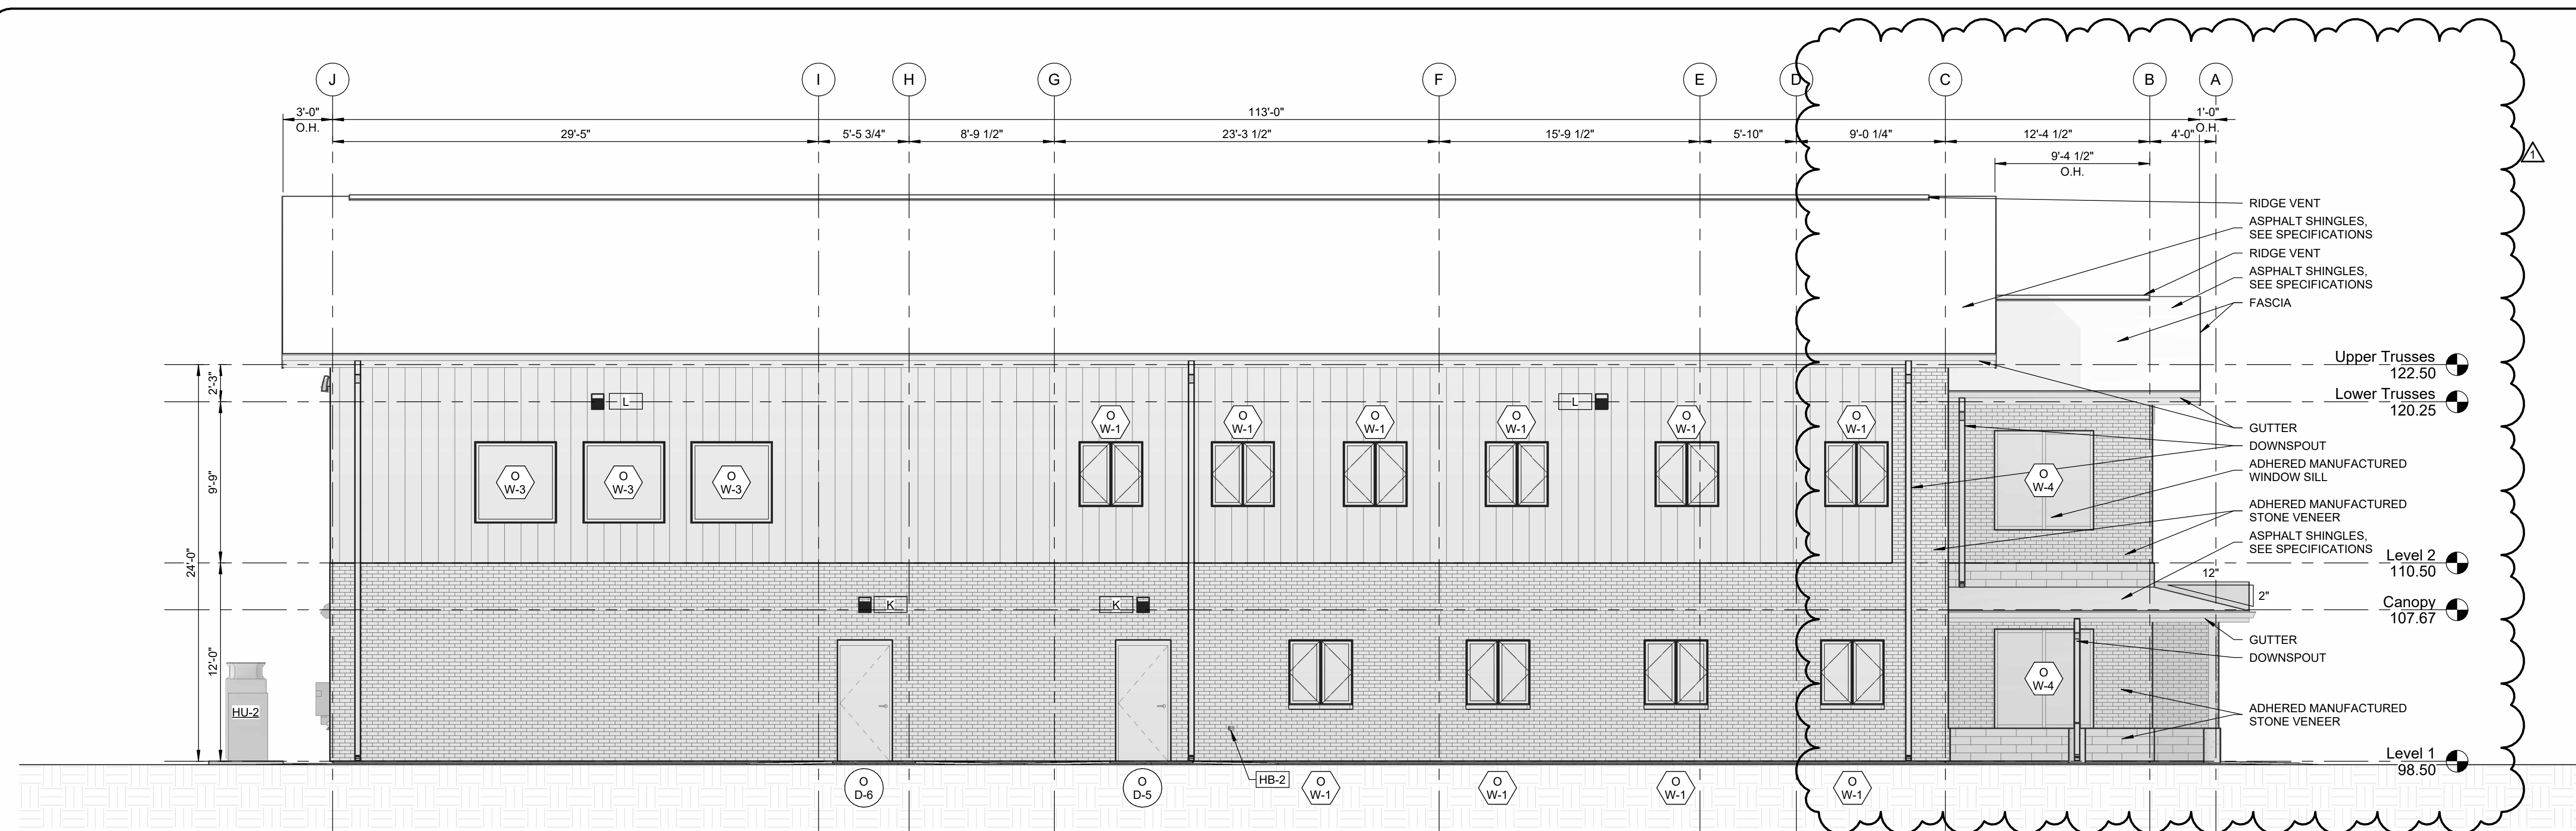 J
I
H
G
F
E
D
C
B
A
3'-0"
O.H.
113'-0"
1'-0"
O.H.
29'-5"
5'-5 3/4"
8'-9 1/2"
23'-3 1/2"
15'-9 1/2"
5'-10"
9'-0 1/4"
12'-4 1/2"
4'-0"
9'-4 1/2"
O.H.
1
RIDGE VENT
ASPHALT SHINGLES,
SEE SPECIFICATIONS
RIDGE VENT
ASPHALT SHINGLES,
SEE SPECIFICATIONS
FASCIA
Upper Trusses
122.50
Lower Trusses
120.25
2'-3"
9'-9"
24'-0"
12'-0"
L
L
O
W-1
O
W-1
O
W-1
O
W-1
O
W-1
O
W-1
O
W-3
O
W-3
O
W-3
O
W-4
GUTTER
DOWNSPOUT
ADHERED MANUFACTURED
WINDOW SILL
ADHERED MANUFACTURED
STONE VENEER
ASPHALT SHINGLES,
SEE SPECIFICATIONS
Level 2
110.50
12"
2"
K
K
Canopy
107.67
GUTTER
DOWNSPOUT
O
W-4
HU-2
ADHERED MANUFACTURED
STONE VENEER
Level 1
98.50
HB-2
O
D-6
O
D-5
O
W-1
O
W-1
O
W-1
O
W-1